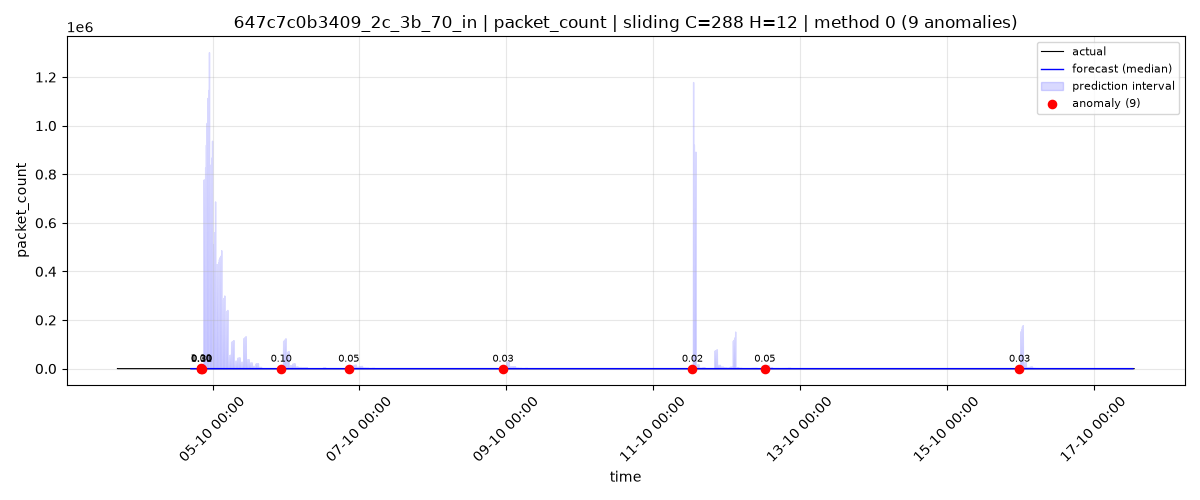 647c7c0b3409_2c_3b_70_in | packet_count | sliding C=288 H=12 | method 0 (9 anomalies)
1e6
actual
forecast (median)
prediction interval
anomaly (9)
1.2
1.0
0.8
0.6
0.4
0.2
0.0
packet_count
0.10
0.05
0.03
0.02
0.05
0.03
05-10 00:00
07-10 00:00
09-10 00:00
11-10 00:00
13-10 00:00
15-10 00:00
17-10 00:00
time